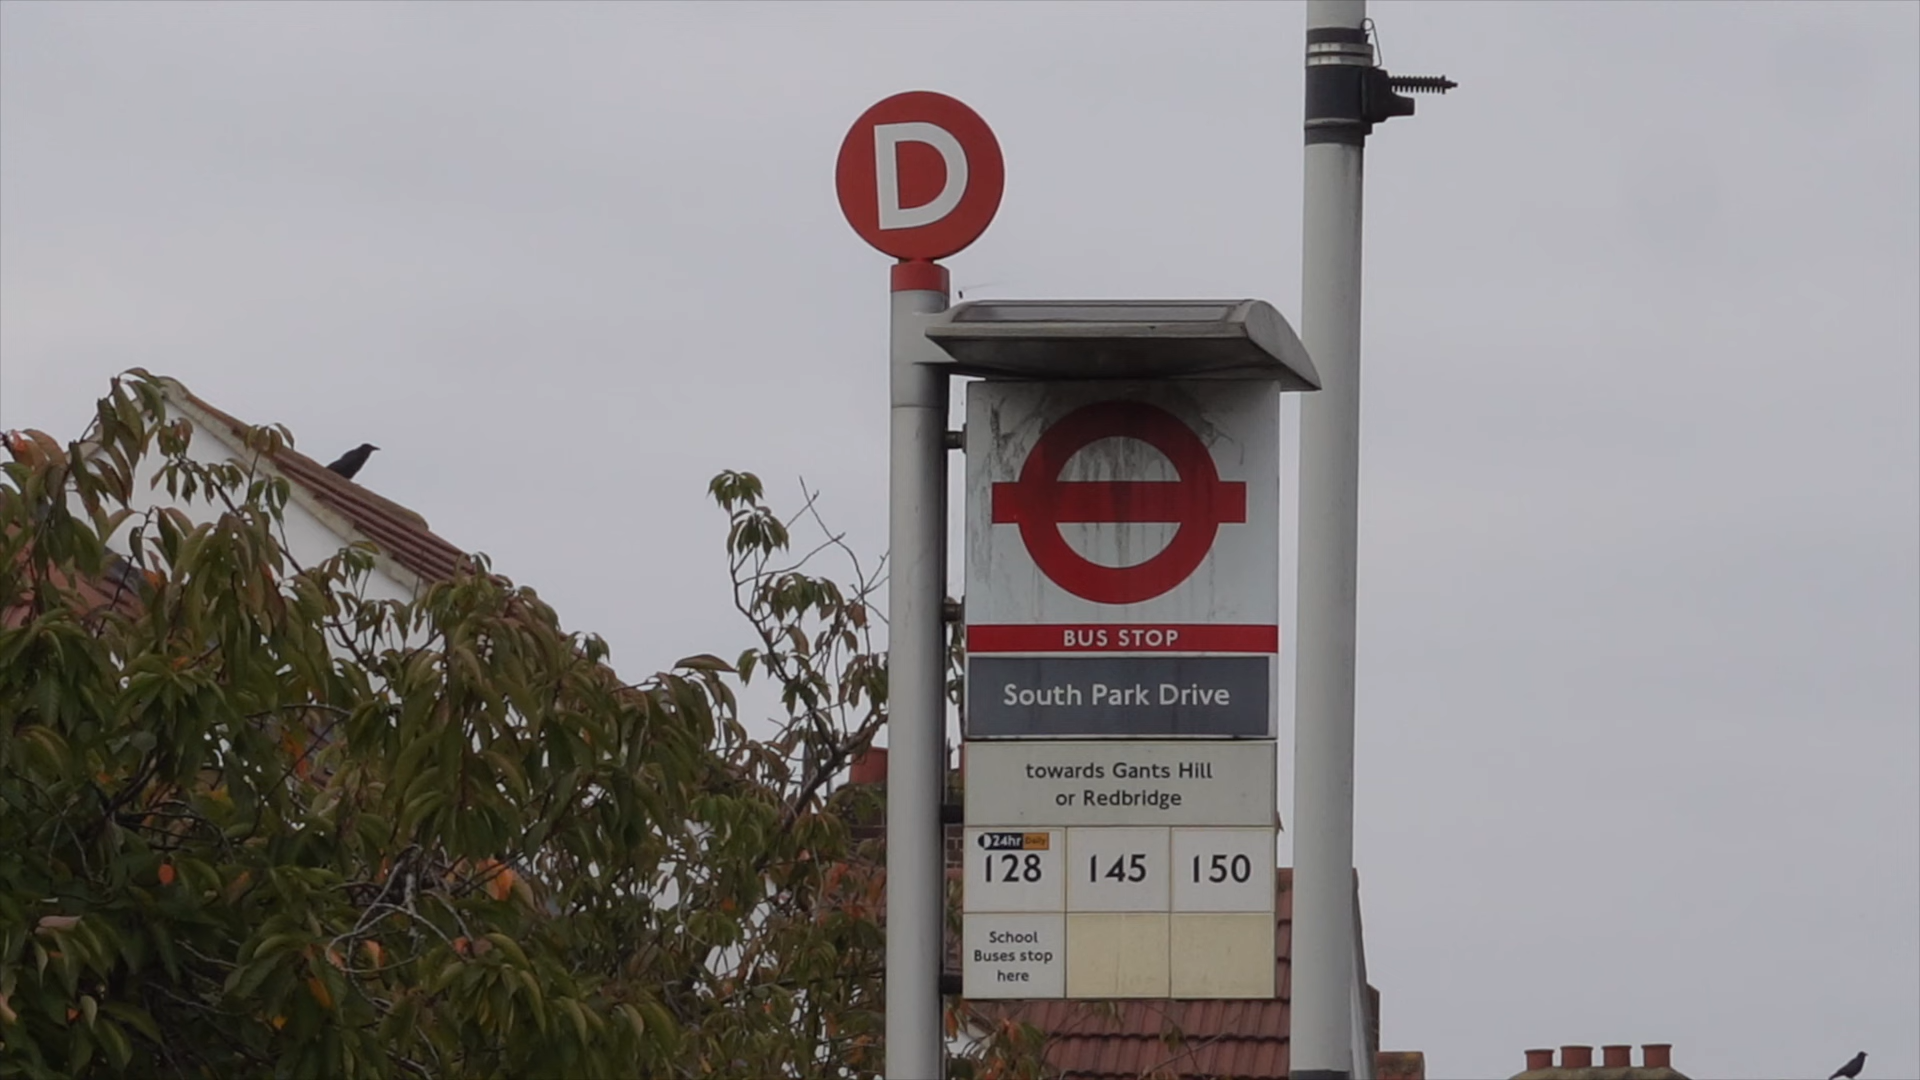 D
BUS STOP
South Park Drive
towards Gants Hill
or Redbridge
24hr Daily
128 145 150
School
Buses stop
here